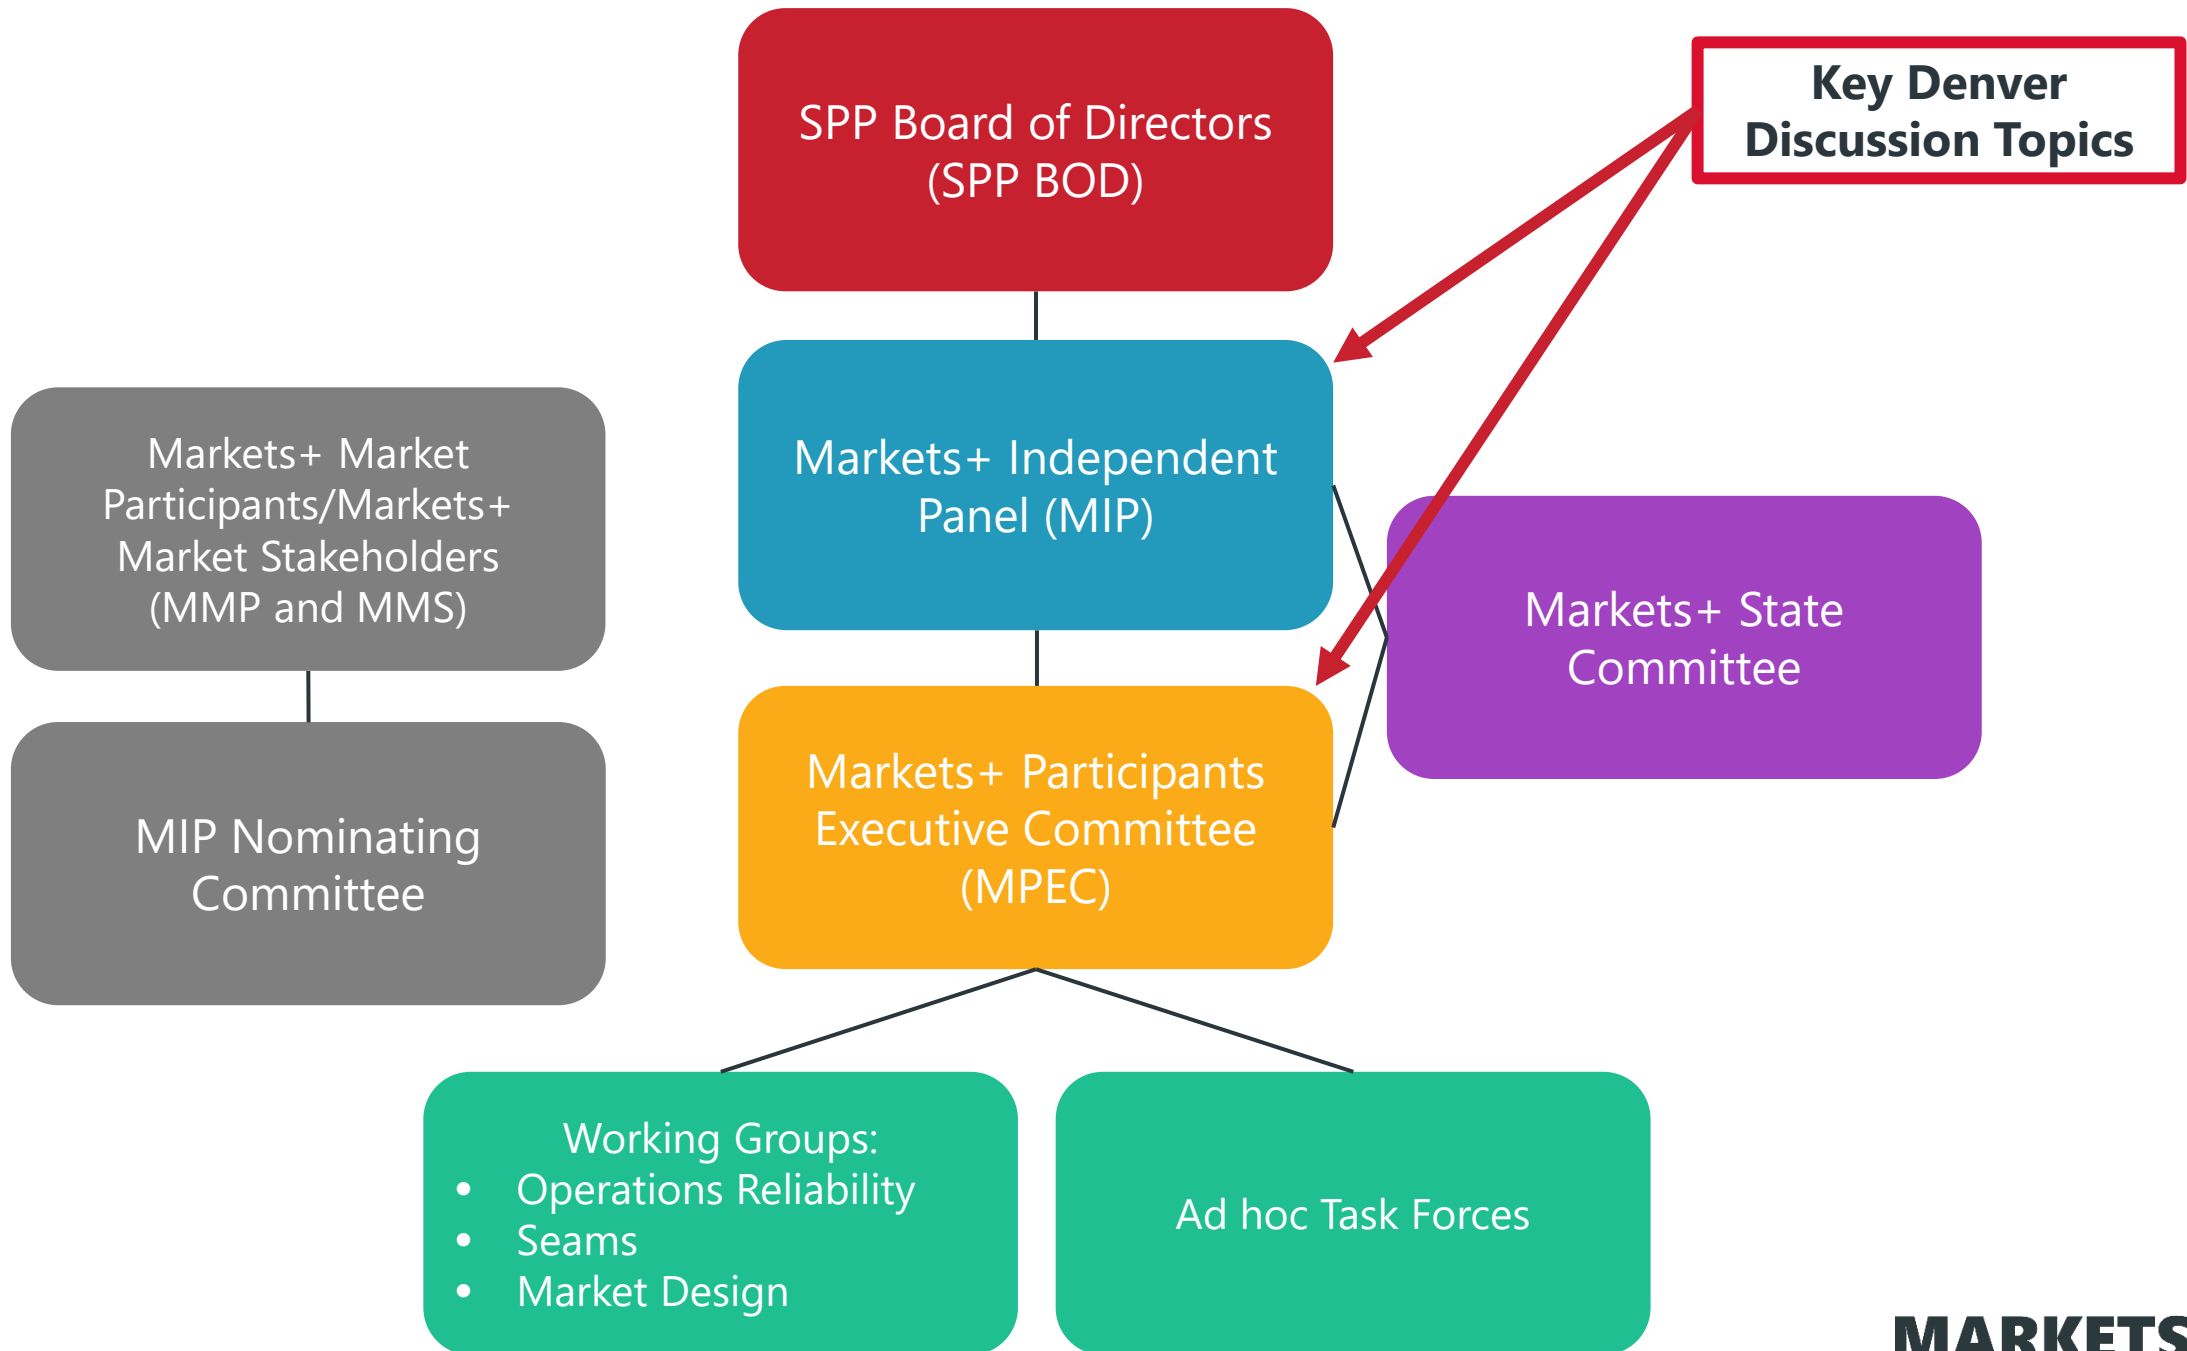 SPP Board of Directors
(SPP BOD)
Key Denver
Discussion Topics
Markets+ Independent
Panel (MIP)
Markets+ Market
Participants/Markets+
Market Stakeholders
(MMP and MMS)
Markets+ State
Committee
Markets+ Participants
Executive Committee
(MPEC)
MIP Nominating
Committee
Working Groups:
• Operations Reliability
• Seams
• Market Design
Ad hoc Task Forces
MARKETS